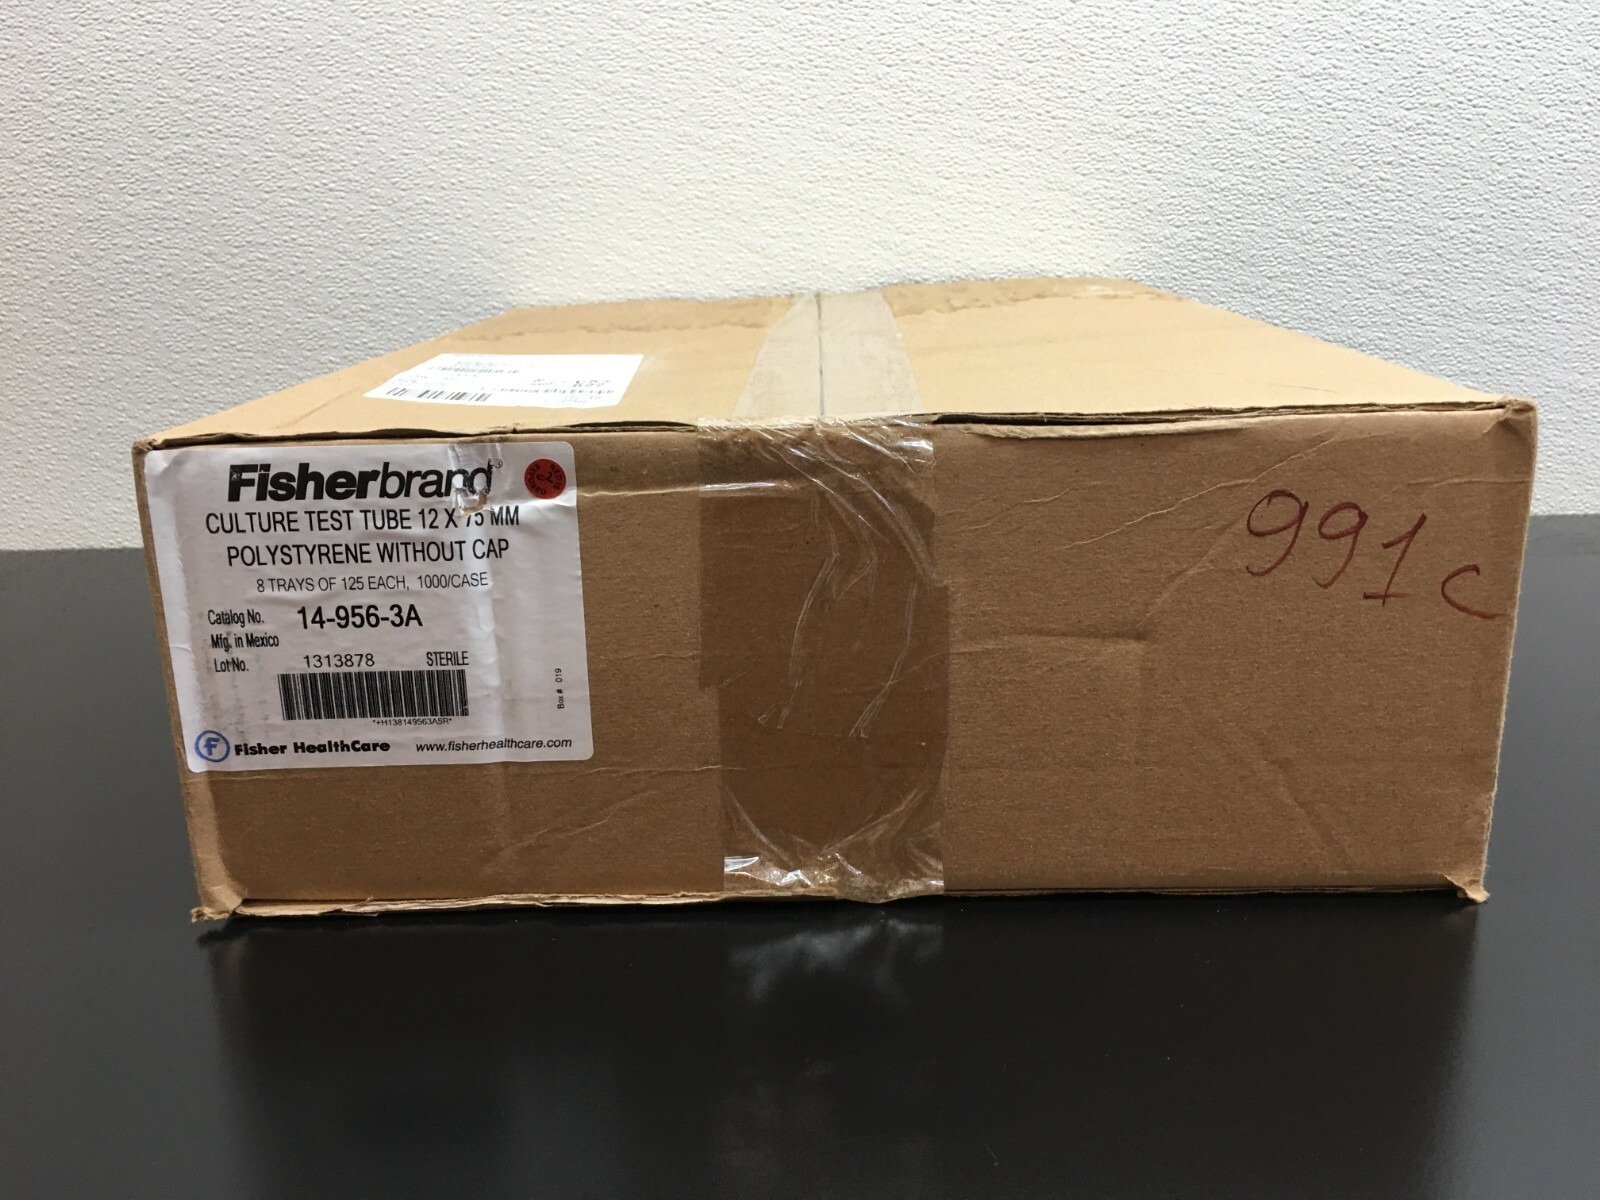 Fisherbrand®
CULTURE TEST TUBE 12 X 75 MM
POLYSTYRENE WITHOUT CAP
8 TRAYS OF 125 EACH, 1000/CASE
Catalog No. 14-956-3A
Mfg. in Mexico
Lot No. 1313878 STERILE
*+H138149563A5R*
Box # 019
F Fisher HealthCare www.fisherhealthcare.com
991c